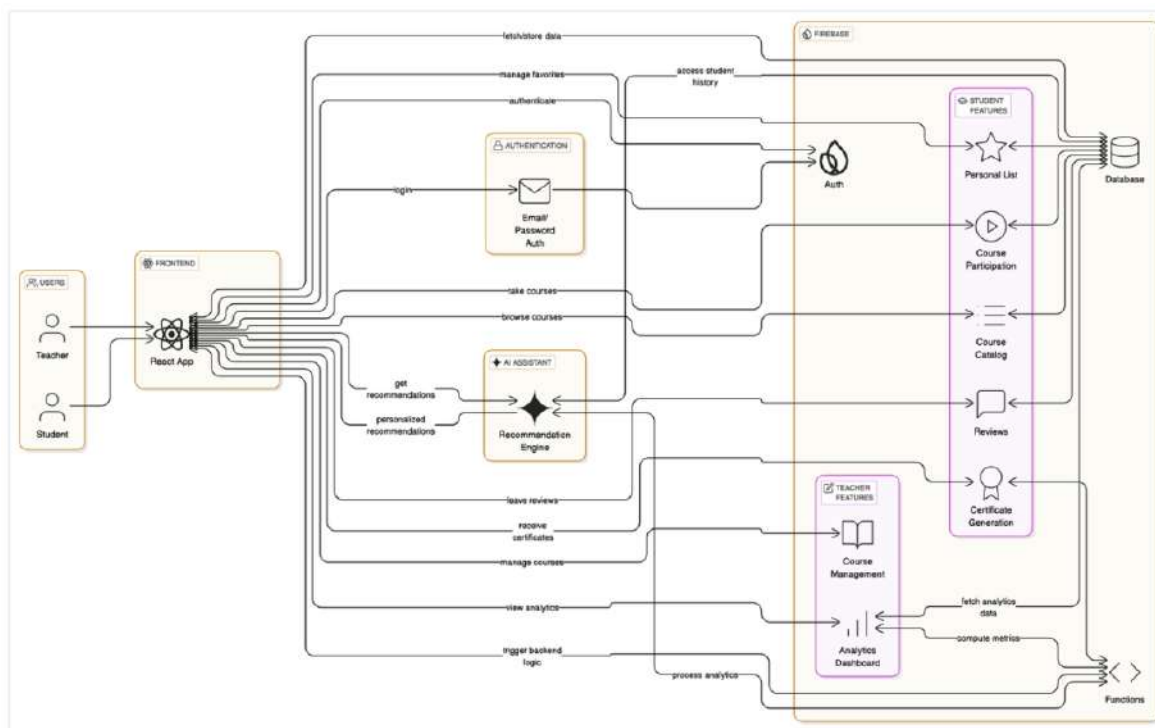 fetch/store data
FIREBASE
manage favorites
access student
history
authenticate
STUDENT
FEATURES
AUTHENTICATION
Auth
Personal List
Database
login
Email/
Password
Auth
Course
Participation
FRONTEND
USERS
take courses
browse courses
Teacher
React App
Course
Catalog
AI ASSISTANT
get
recommendations
personalized
recommendations
Student
Recommendation
Engine
Reviews
TEACHER
FEATURES
leave reviews
Certificate
Generation
receive
certificates
manage courses
Course
Management
view analytics
fetch analytics
data
compute metrics
trigger backend
logic
Analytics
Dashboard
process analytics
Functions